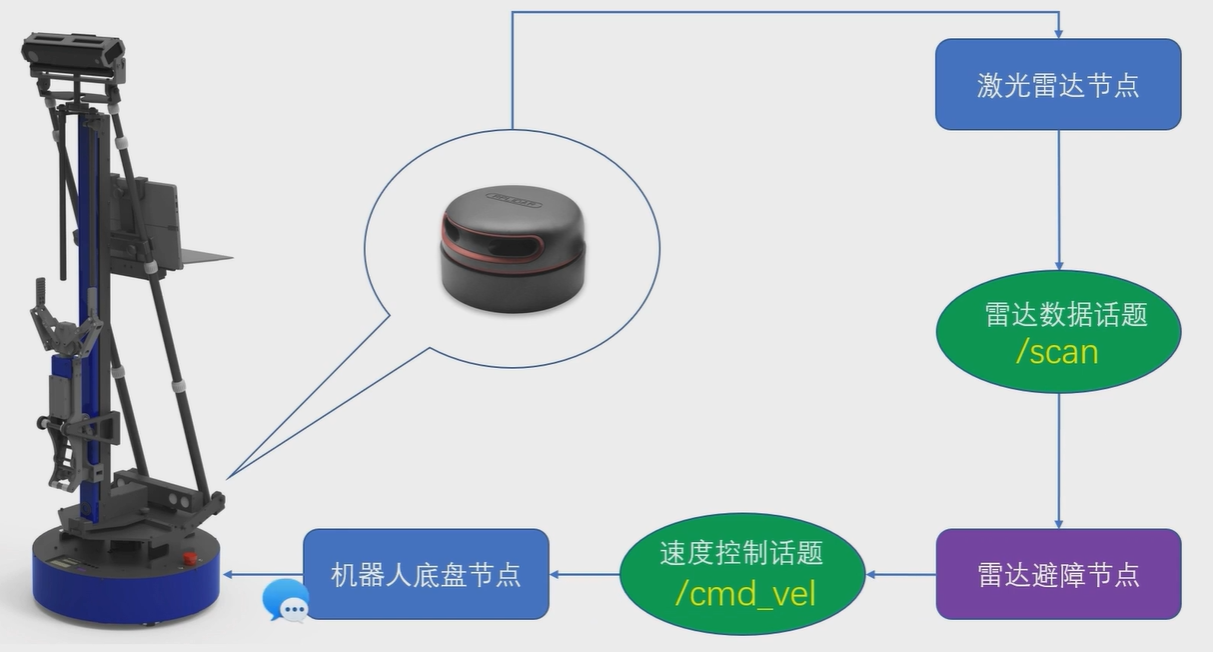 激光雷达节点
雷达数据话题
/scan
雷达避障节点
速度控制话题
/cmd_vel
机器人底盘节点